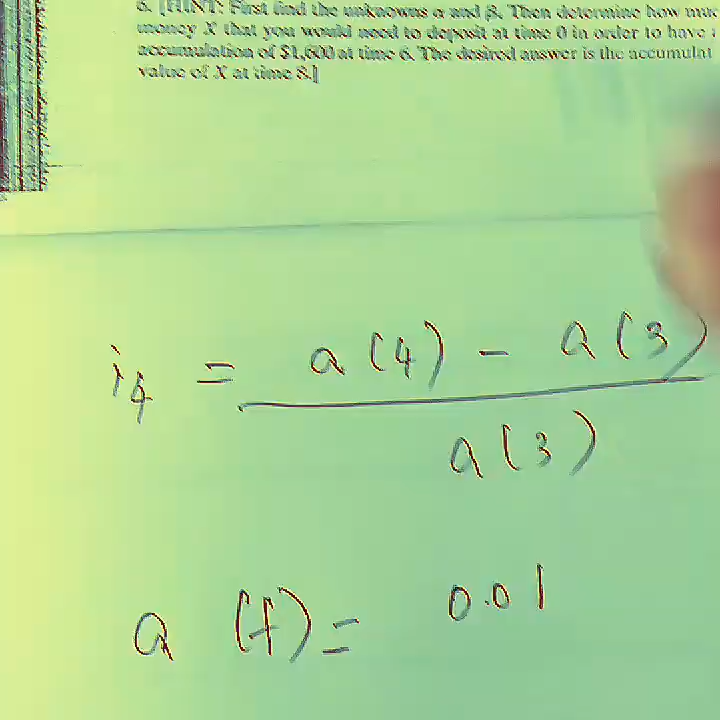 6. [HINT: First find the unknowns α and β. Then determine how muc
money X that you would need to deposit at time 0 in order to have
accumulation of $1,600 at time 6. The desired answer is the accumulat
value of X at time 8.]
i₄ = a(4) - a(3)
a(3)
a (t) = 0.01